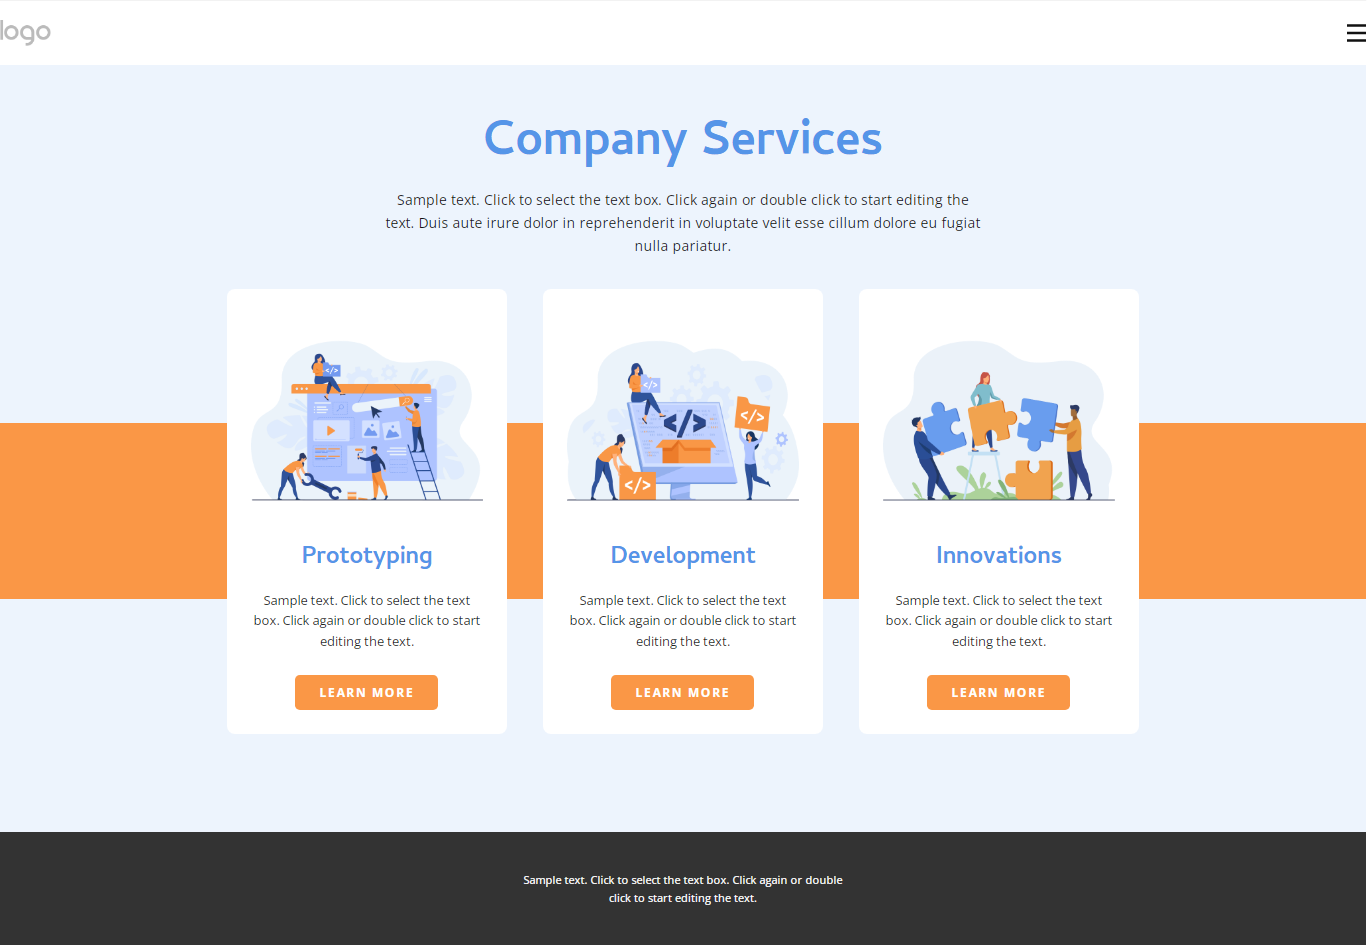 logo
Company Services
Sample text. Click to select the text box. Click again or double click to start editing the
text. Duis aute irure dolor in reprehenderit in voluptate velit esse cillum dolore eu fugiat
nulla pariatur.
</>
</>
</>
</>
</>
Prototyping
Sample text. Click to select the text
box. Click again or double click to start
editing the text.
LEARN MORE
Development
Sample text. Click to select the text
box. Click again or double click to start
editing the text.
LEARN MORE
Innovations
Sample text. Click to select the text
box. Click again or double click to start
editing the text.
LEARN MORE
Sample text. Click to select the text box. Click again or double
click to start editing the text.